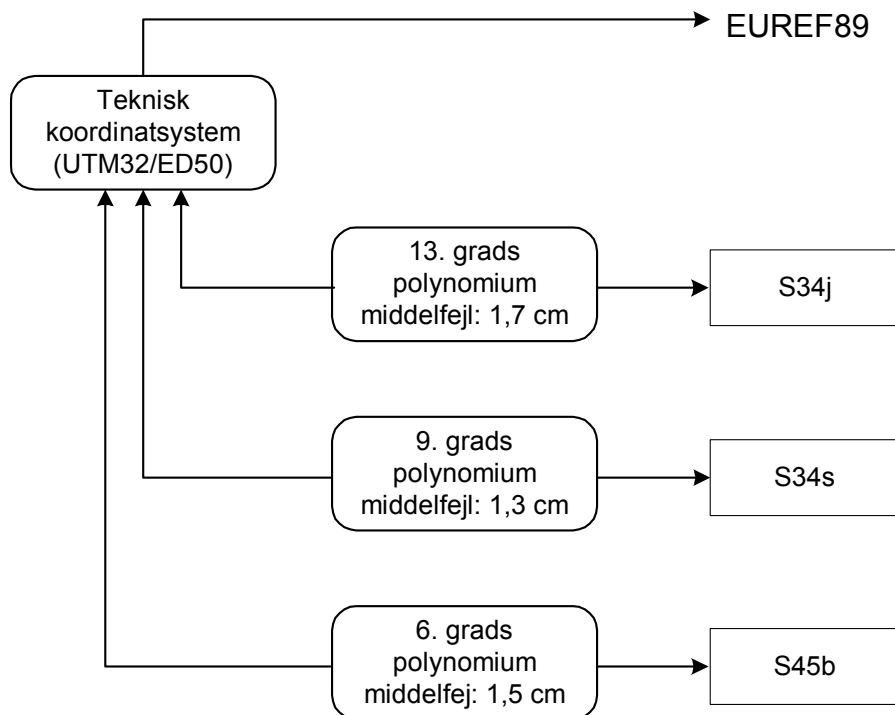 EUREF89
Teknisk
koordinatsystem
(UTM32/ED50)
13. grads
polynomium
middelfejl: 1,7 cm
S34j
9. grads
polynomium
middelfejl: 1,3 cm
S34s
6. grads
polynomium
middelfej: 1,5 cm
S45b